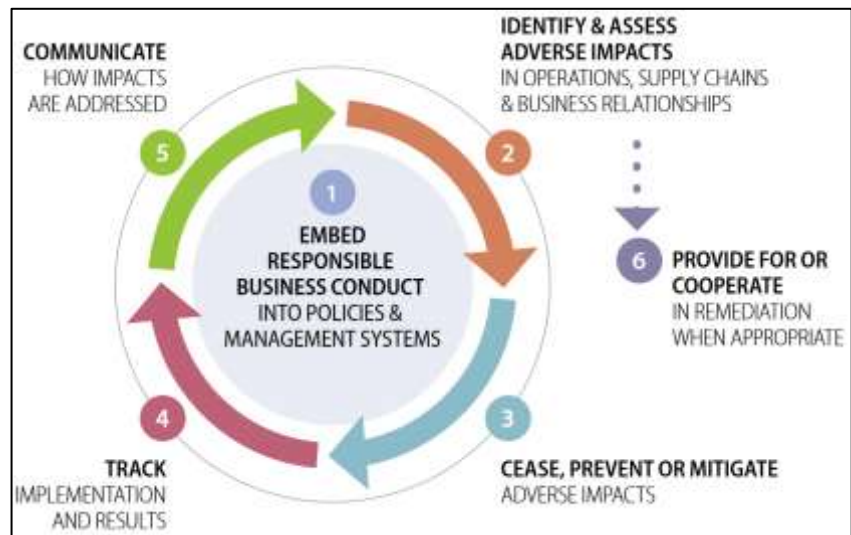 1
EMBED
RESPONSIBLE
BUSINESS CONDUCT
INTO POLICIES &
MANAGEMENT SYSTEMS
IDENTIFY & ASSESS
ADVERSE IMPACTS
IN OPERATIONS, SUPPLY CHAINS
& BUSINESS RELATIONSHIPS
2
CEASE, PREVENT OR MITIGATE
ADVERSE IMPACTS
3
TRACK
IMPLEMENTATION
AND RESULTS
4
COMMUNICATE
HOW IMPACTS
ARE ADDRESSED
5
6
PROVIDE FOR OR
COOPERATE
IN REMEDIATION
WHEN APPROPRIATE